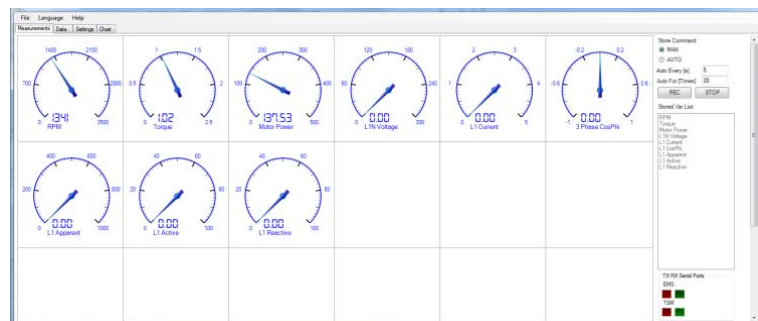 File Language Help
Measurements Data Settings Chart
1400 2100
700 2800
0 3500
1341
RPM
1 1.5
0.5 2
0 2.5
1.02
Torque
200 300
100 400
0 500
137.53
Motor Power
120 180
60 240
0 300
0.00
L1N Voltage
2 3
1 4
0 5
0.00
L1 Current
-0.2 0.2
-0.6 0.6
-1 1
0.00
3 Phase CosPhi
400 600
200 800
0 1000
0.00
L1 Apparent
40 60
20 80
0 100
0.00
L1 Active
40 60
20 80
0 100
0.00
L1 Reactive
Store Command
MAN
AUTO
Auto Every [s] 5
Auto For [Times] 20
REC STOP
Stored Var List
RPM
Torque
Motor Power
L1N Voltage
L1 Current
L1 CosPhi
L1 Apparent
L1 Active
L1 Reactive
TX RX Serial Ports
EMS
TSM